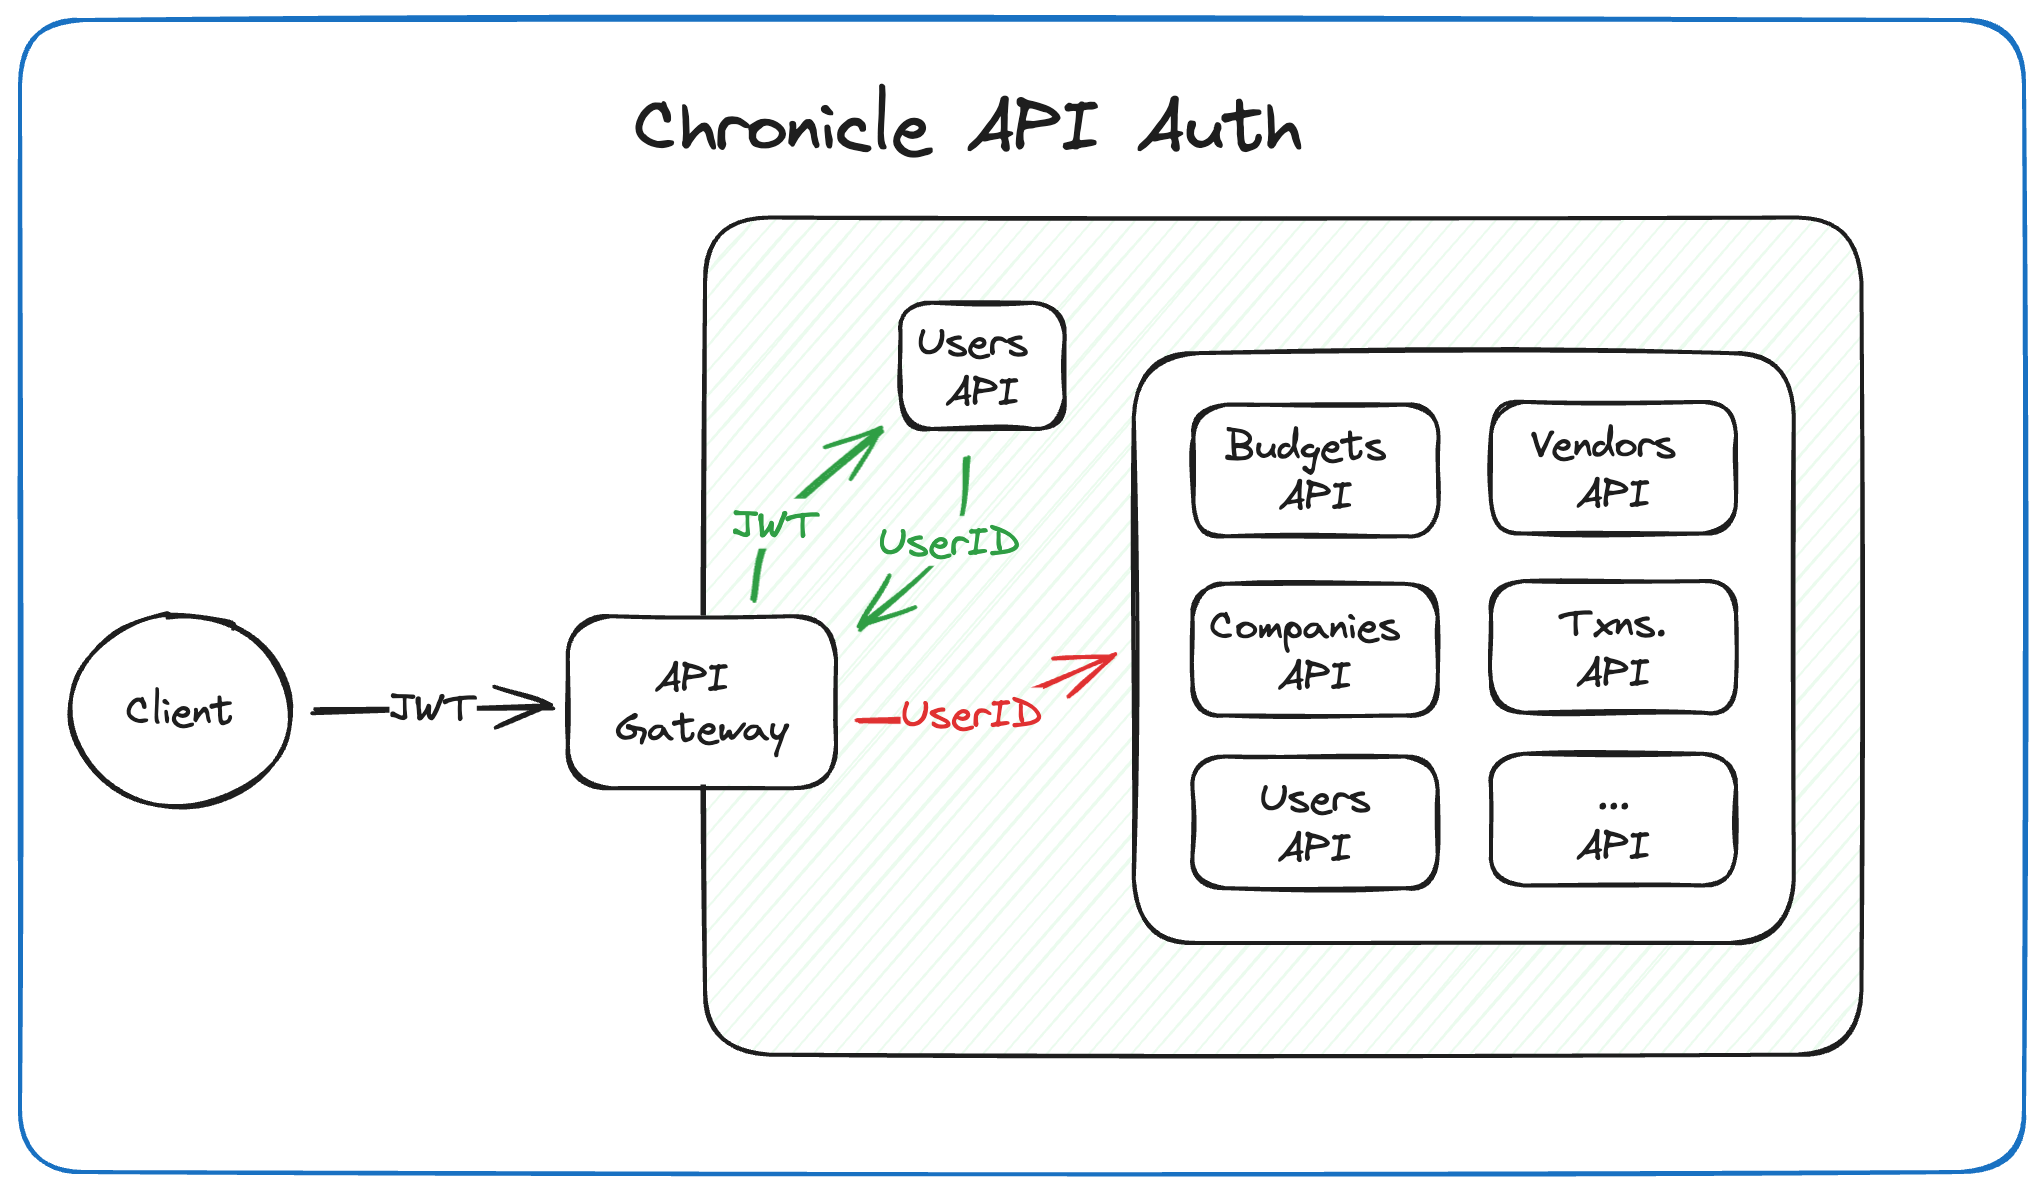 Chronicle API Auth
Users
API
JWT
UserID
Client
JWT
API
Gateway
UserID
Budgets
API
Vendors
API
Companies
API
Txns.
API
Users
API
...
API